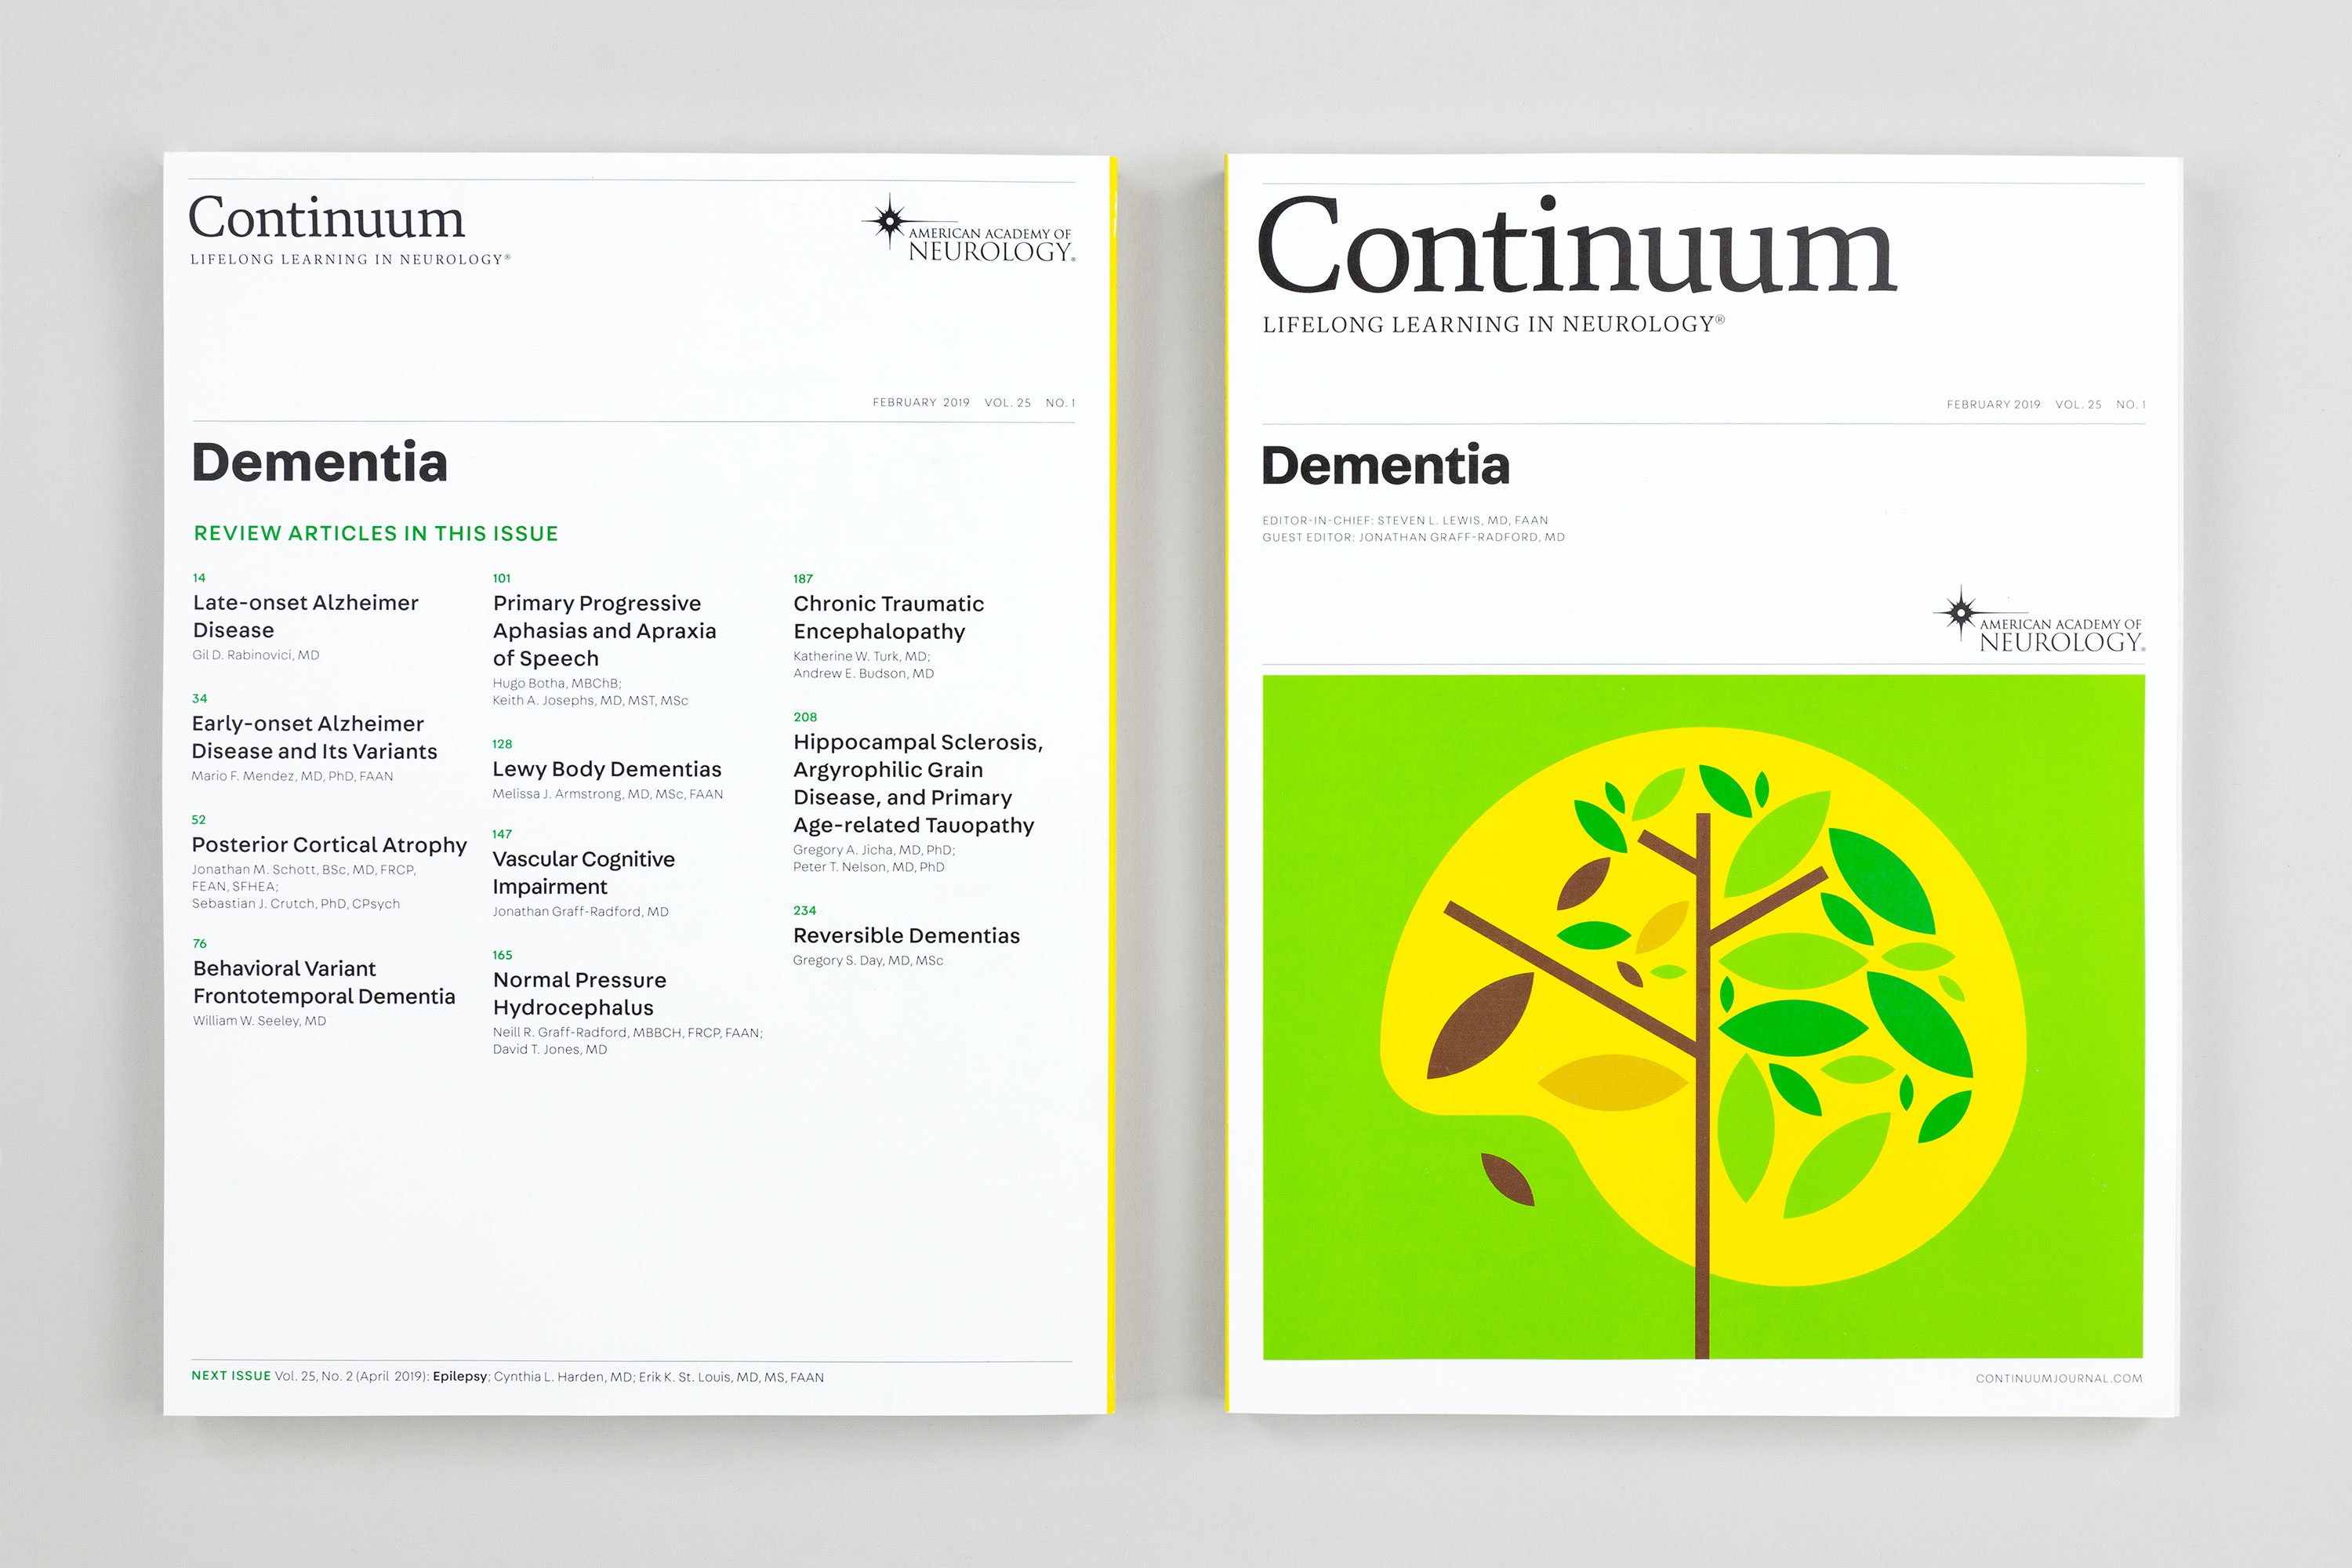 Continuum
LIFELONG LEARNING IN NEUROLOGY®
AMERICAN ACADEMY OF
NEUROLOGY®
FEBRUARY 2019 VOL. 25 NO. 1
Dementia
REVIEW ARTICLES IN THIS ISSUE
14
Late-onset Alzheimer
Disease
Gil D. Rabinovici, MD
34
Early-onset Alzheimer
Disease and Its Variants
Mario F. Mendez, MD, PhD, FAAN
52
Posterior Cortical Atrophy
Jonathan M. Schott, BSc, MD, FRCP,
FEAN, SFHEA;
Sebastian J. Crutch, PhD, CPsych
76
Behavioral Variant
Frontotemporal Dementia
William W. Seeley, MD
101
Primary Progressive
Aphasias and Apraxia
of Speech
Hugo Botha, MBChB;
Keith A. Josephs, MD, MST, MSc
128
Lewy Body Dementias
Melissa J. Armstrong, MD, MSc, FAAN
147
Vascular Cognitive
Impairment
Jonathan Graff-Radford, MD
165
Normal Pressure
Hydrocephalus
Neill R. Graff-Radford, MBBCH, FRCP, FAAN;
David T. Jones, MD
187
Chronic Traumatic
Encephalopathy
Katherine W. Turk, MD;
Andrew E. Budson, MD
208
Hippocampal Sclerosis,
Argyrophilic Grain
Disease, and Primary
Age-related Tauopathy
Gregory A. Jicha, MD, PhD;
Peter T. Nelson, MD, PhD
234
Reversible Dementias
Gregory S. Day, MD, MSc
NEXT ISSUE Vol. 25, No. 2 (April 2019): Epilepsy; Cynthia L. Harden, MD; Erik K. St. Louis, MD, MS, FAAN
Continuum
LIFELONG LEARNING IN NEUROLOGY®
FEBRUARY 2019 VOL. 25 NO. 1
Dementia
EDITOR-IN-CHIEF: STEVEN L. LEWIS, MD, FAAN
GUEST EDITOR: JONATHAN GRAFF-RADFORD, MD
AMERICAN ACADEMY OF
NEUROLOGY®
CONTINUUMJOURNAL.COM